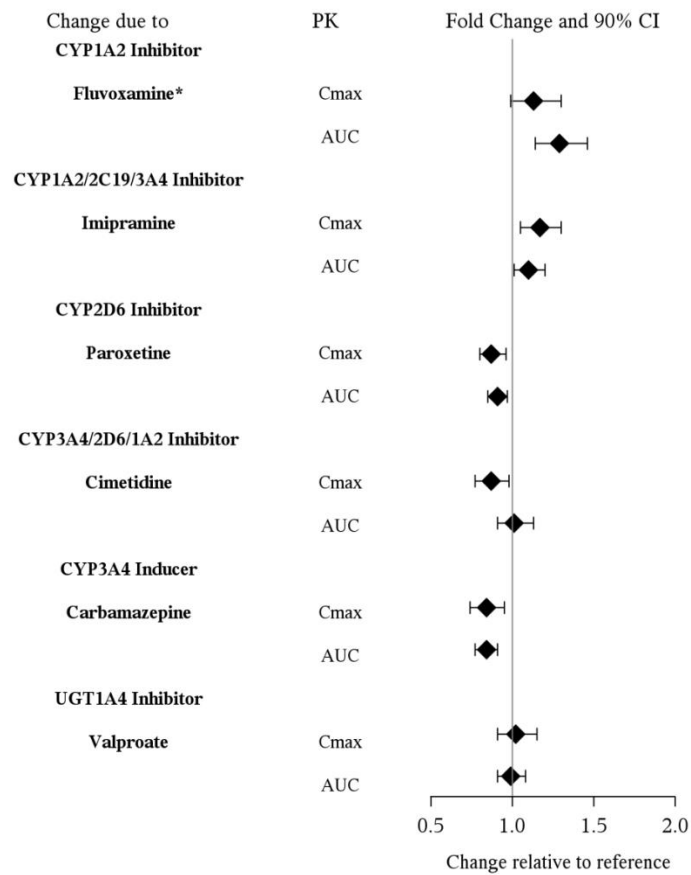 Change due to PK Fold Change and 90% CI
CYP1A2 Inhibitor
Fluvoxamine* Cmax
AUC
CYP1A2/2C19/3A4 Inhibitor
Imipramine Cmax
AUC
CYP2D6 Inhibitor
Paroxetine Cmax
AUC
CYP3A4/2D6/1A2 Inhibitor
Cimetidine Cmax
AUC
CYP3A4 Inducer
Carbamazepine Cmax
AUC
UGT1A4 Inhibitor
Valproate Cmax
AUC
0.5 1.0 1.5 2.0
Change relative to reference